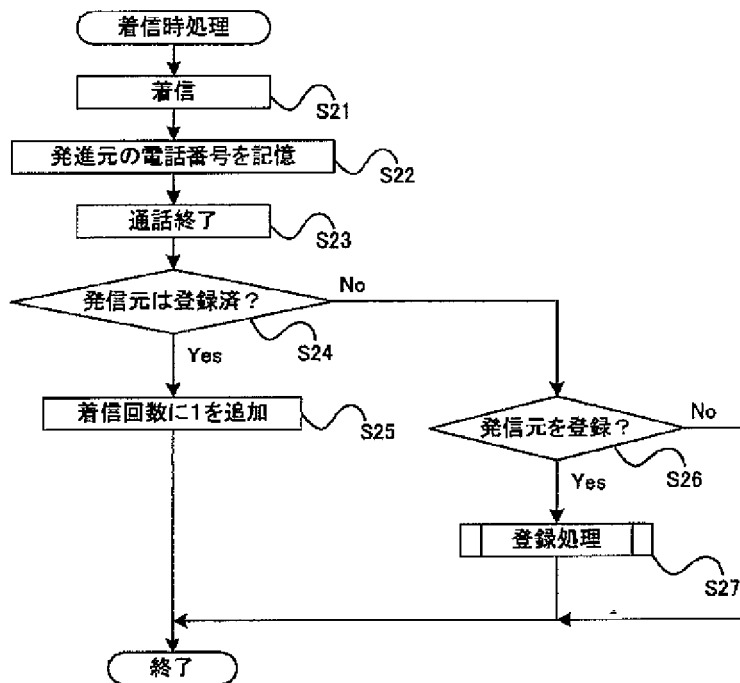 着信時処理
着信
S21
発進元の電話番号を記憶
S22
通話終了
S23
発信元は登録済？
No
S24
Yes
着信回数に1を追加
S25
発信元を登録？
No
S26
Yes
登録処理
S27
終了